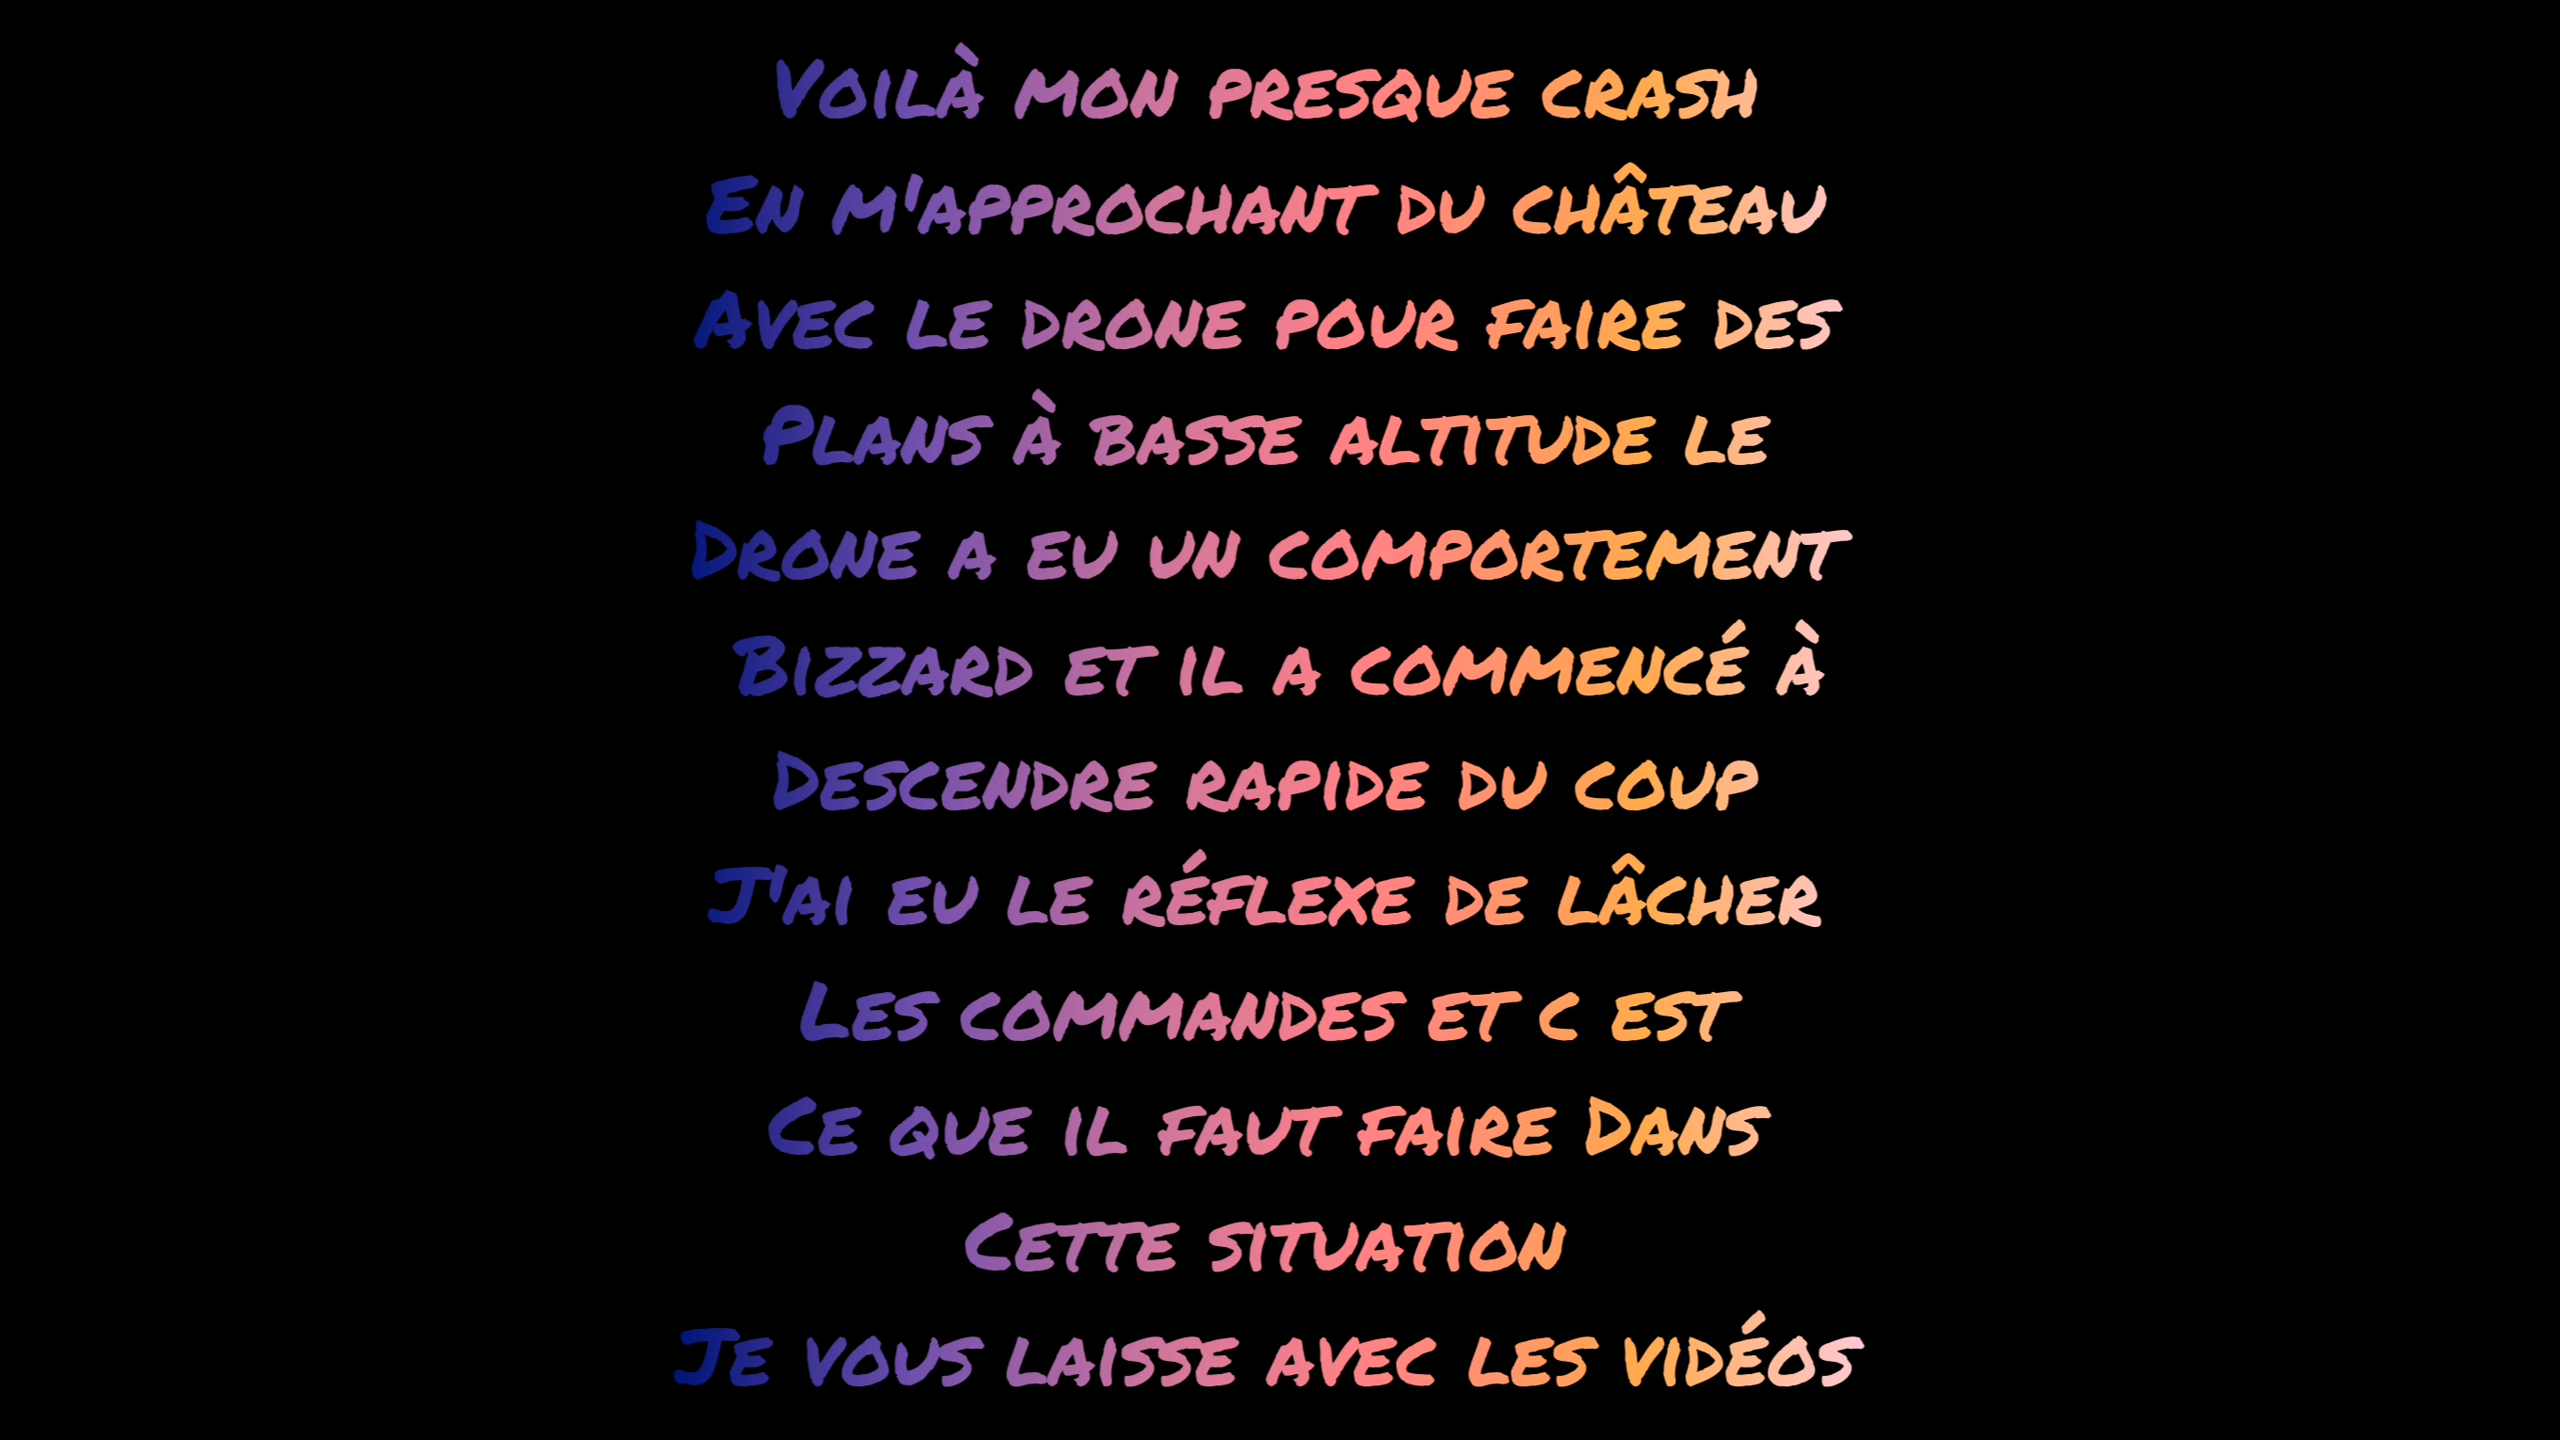 Voilà mon presque crash
En m'approchant du château
Avec le drone pour faire des
Plans à basse altitude le
Drone a eu un comportement
Bizzard et il a commencé à
Descendre rapide du coup
J'ai eu le réflexe de lâcher
Les commandes et c est
Ce que il faut faire Dans
Cette situation
Je vous laisse avec les vidéos